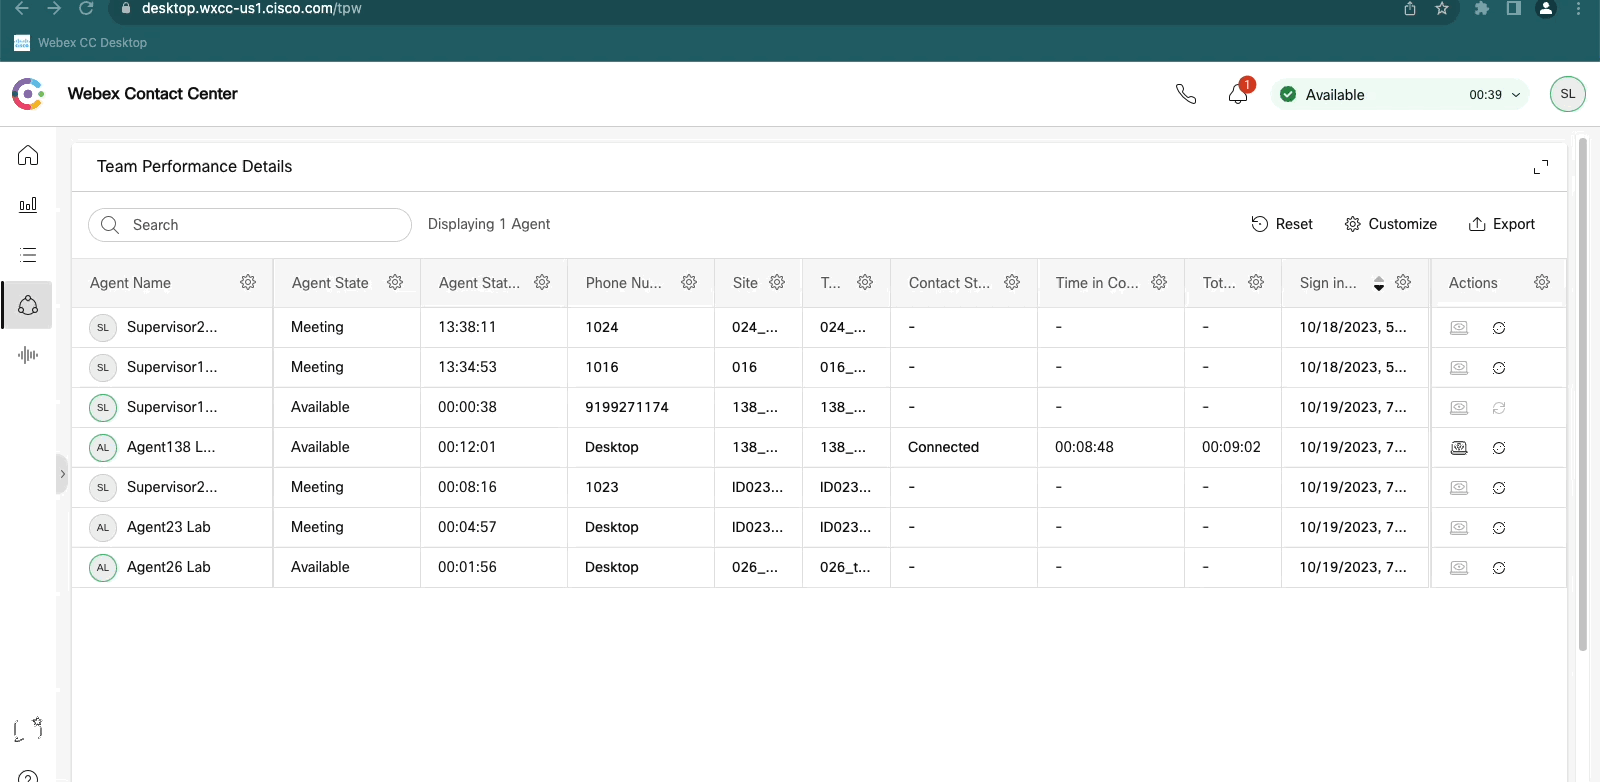 desktop.wxcc-us1.cisco.com/tpw
Webex CC Desktop
Webex Contact Center
1
Available 00:39
SL
Team Performance Details
Search Displaying 1 Agent Reset Customize Export
Agent Name Agent State Agent Stat... Phone Nu... Site T... Contact St... Time in Co... Tot... Sign in... Actions
SL Supervisor2... Meeting 13:38:11 1024 024_... 024_... - - - 10/18/2023, 5...
SL Supervisor1... Meeting 13:34:53 1016 016 016_... - - - 10/18/2023, 5...
SL Supervisor1... Available 00:00:38 9199271174 138_... 138_... - - - 10/19/2023, 7...
AL Agent138 L... Available 00:12:01 Desktop 138_... 138_... Connected 00:08:48 00:09:02 10/19/2023, 7...
SL Supervisor2... Meeting 00:08:16 1023 ID023... ID023... - - - 10/19/2023, 7...
AL Agent23 Lab Meeting 00:04:57 Desktop ID023... ID023... - - - 10/19/2023, 7...
AL Agent26 Lab Available 00:01:56 Desktop 026_... 026_t... - - - 10/19/2023, 7...